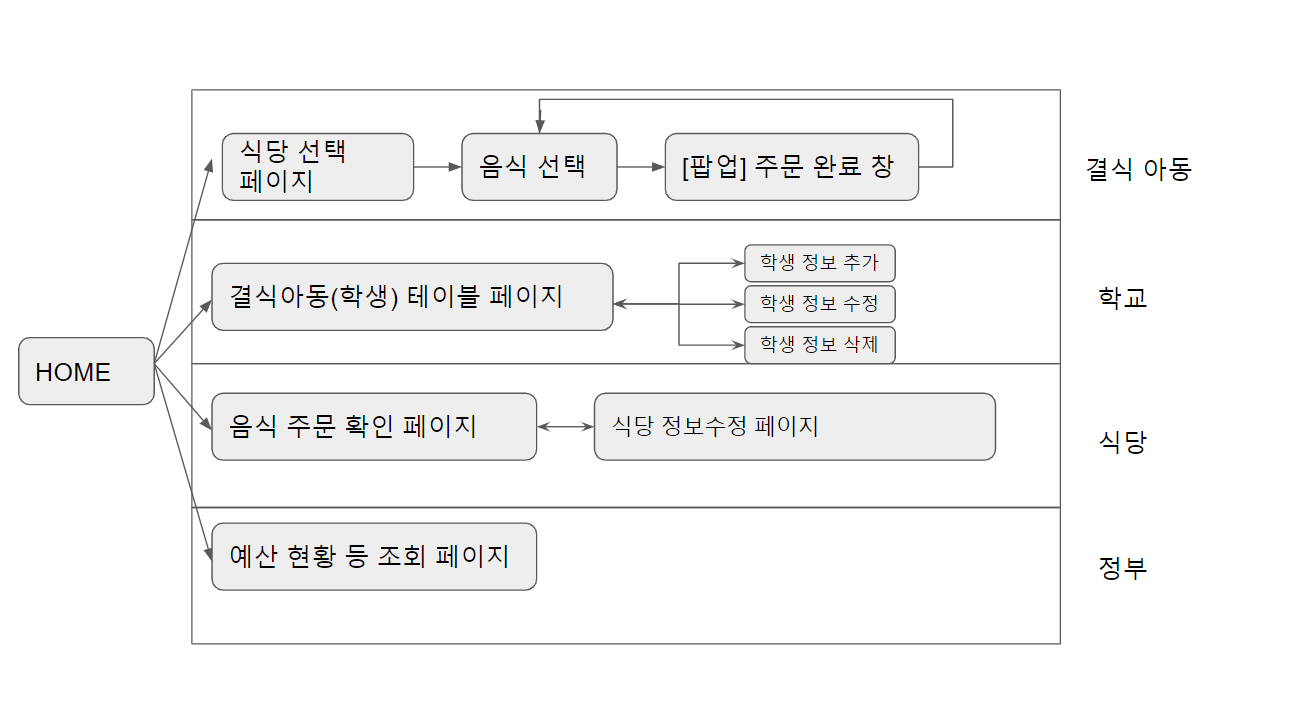 식당 선택
페이지
음식 선택
[팝업] 주문 완료 창
결식 아동
결식아동(학생) 테이블 페이지
학생 정보 추가
학생 정보 수정
학생 정보 삭제
학교
HOME
음식 주문 확인 페이지
식당 정보수정 페이지
식당
예산 현황 등 조회 페이지
정부